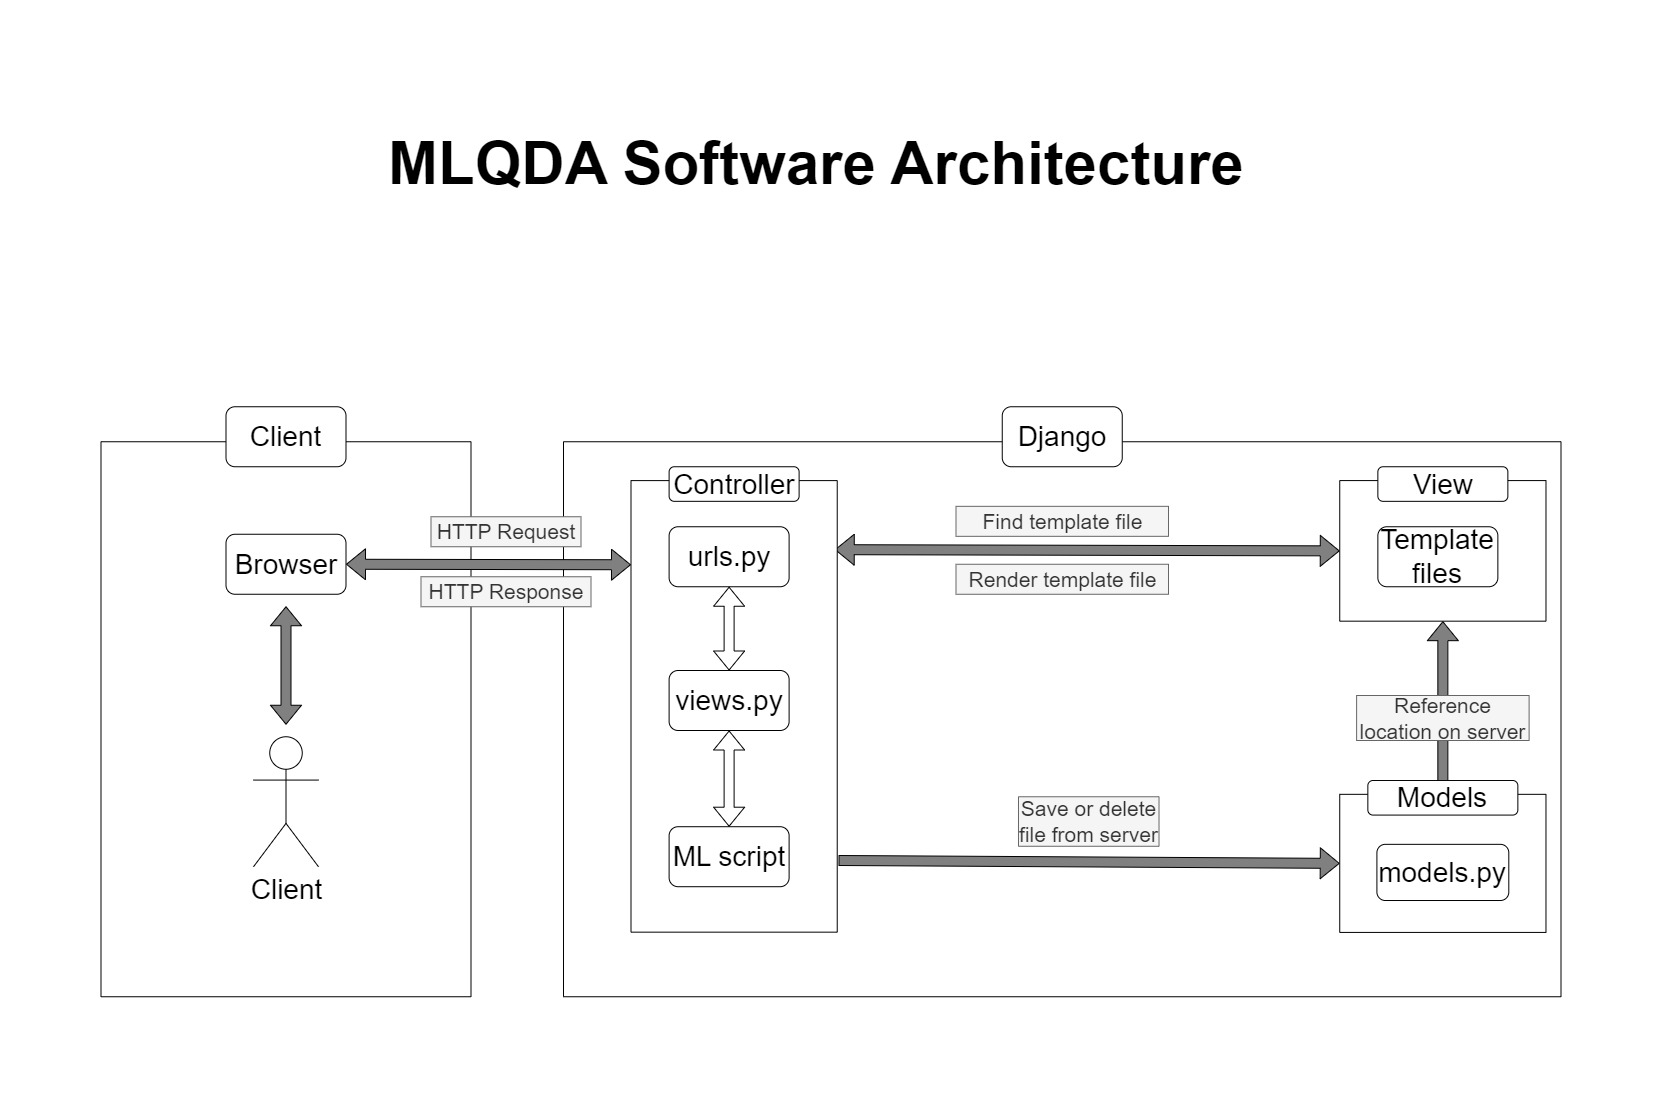 MLQDA Software Architecture
Client
Django
Controller
View
HTTP Request
Browser
HTTP Response
urls.py
Find template file
Render template file
Template
files
views.py
Reference
location on server
Client
ML script
Save or delete
file from server
Models
models.py